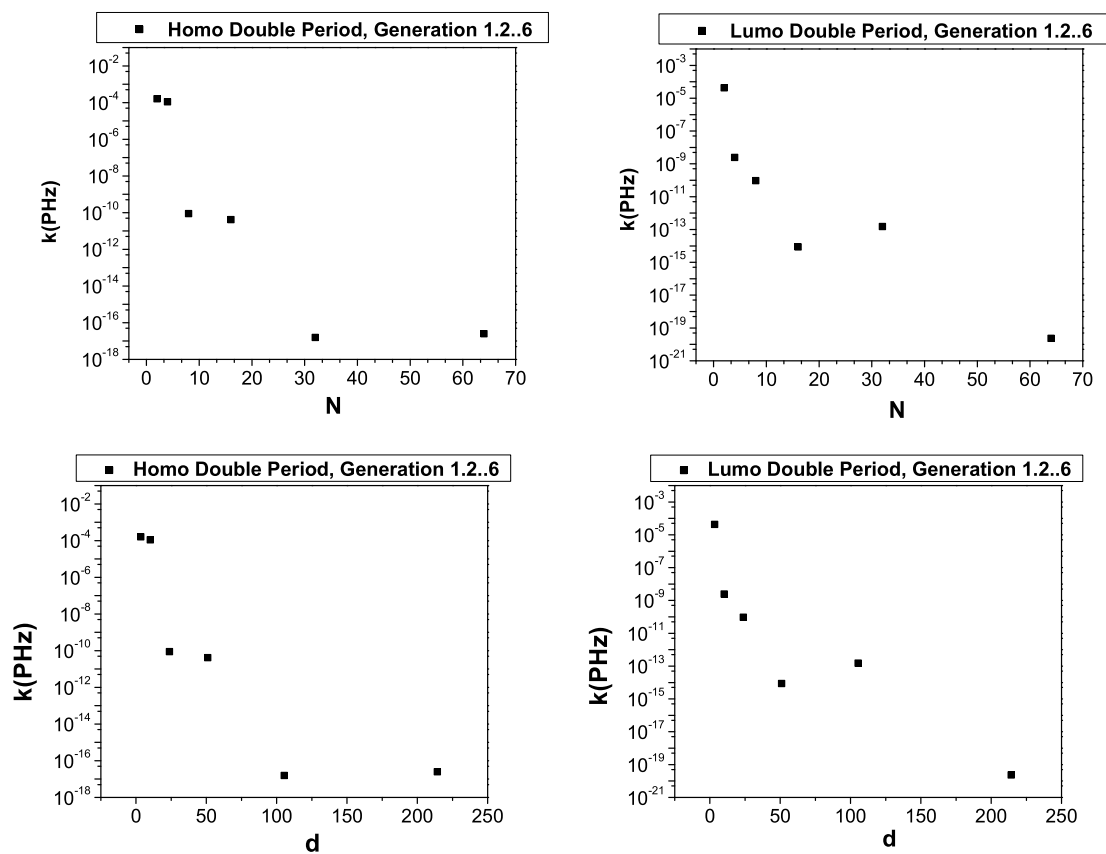 Homo Double Period, Generation 1.2..6
10^-2
10^-4
10^-6
10^-8
10^-10
10^-12
10^-14
10^-16
10^-18
k(PHz)
0 10 20 30 40 50 60 70
N
Lumo Double Period, Generation 1.2..6
10^-3
10^-5
10^-7
10^-9
10^-11
10^-13
10^-15
10^-17
10^-19
10^-21
k(PHz)
0 10 20 30 40 50 60 70
N
Homo Double Period, Generation 1.2..6
10^-2
10^-4
10^-6
10^-8
10^-10
10^-12
10^-14
10^-16
10^-18
k(PHz)
0 50 100 150 200 250
d
Lumo Double Period, Generation 1.2..6
10^-3
10^-5
10^-7
10^-9
10^-11
10^-13
10^-15
10^-17
10^-19
10^-21
k(PHz)
0 50 100 150 200 250
d